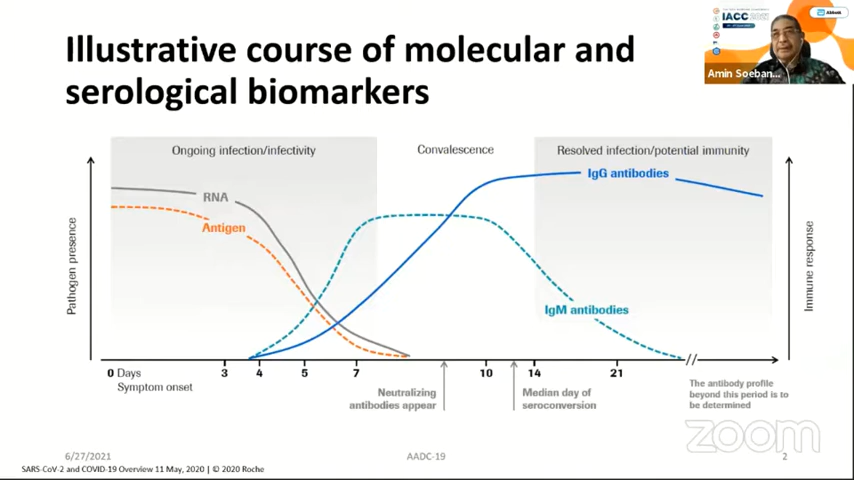 Illustrative course of molecular and
serological biomarkers
IACC 2021
Abbott
Amin Soeban...
Ongoing infection/infectivity
Convalescence
Resolved infection/potential immunity
IgG antibodies
RNA
Antigen
Pathogen presence
Immune response
IgM antibodies
0 Days
3
4
5
7
10
14
21
Symptom onset
Neutralizing
antibodies appear
Median day of
seroconversion
The antibody profile
beyond this period is to
be determined
zoom
6/27/2021
AADC-19
2
SARS-CoV-2 and COVID-19 Overview 11 May, 2020 | © 2020 Roche